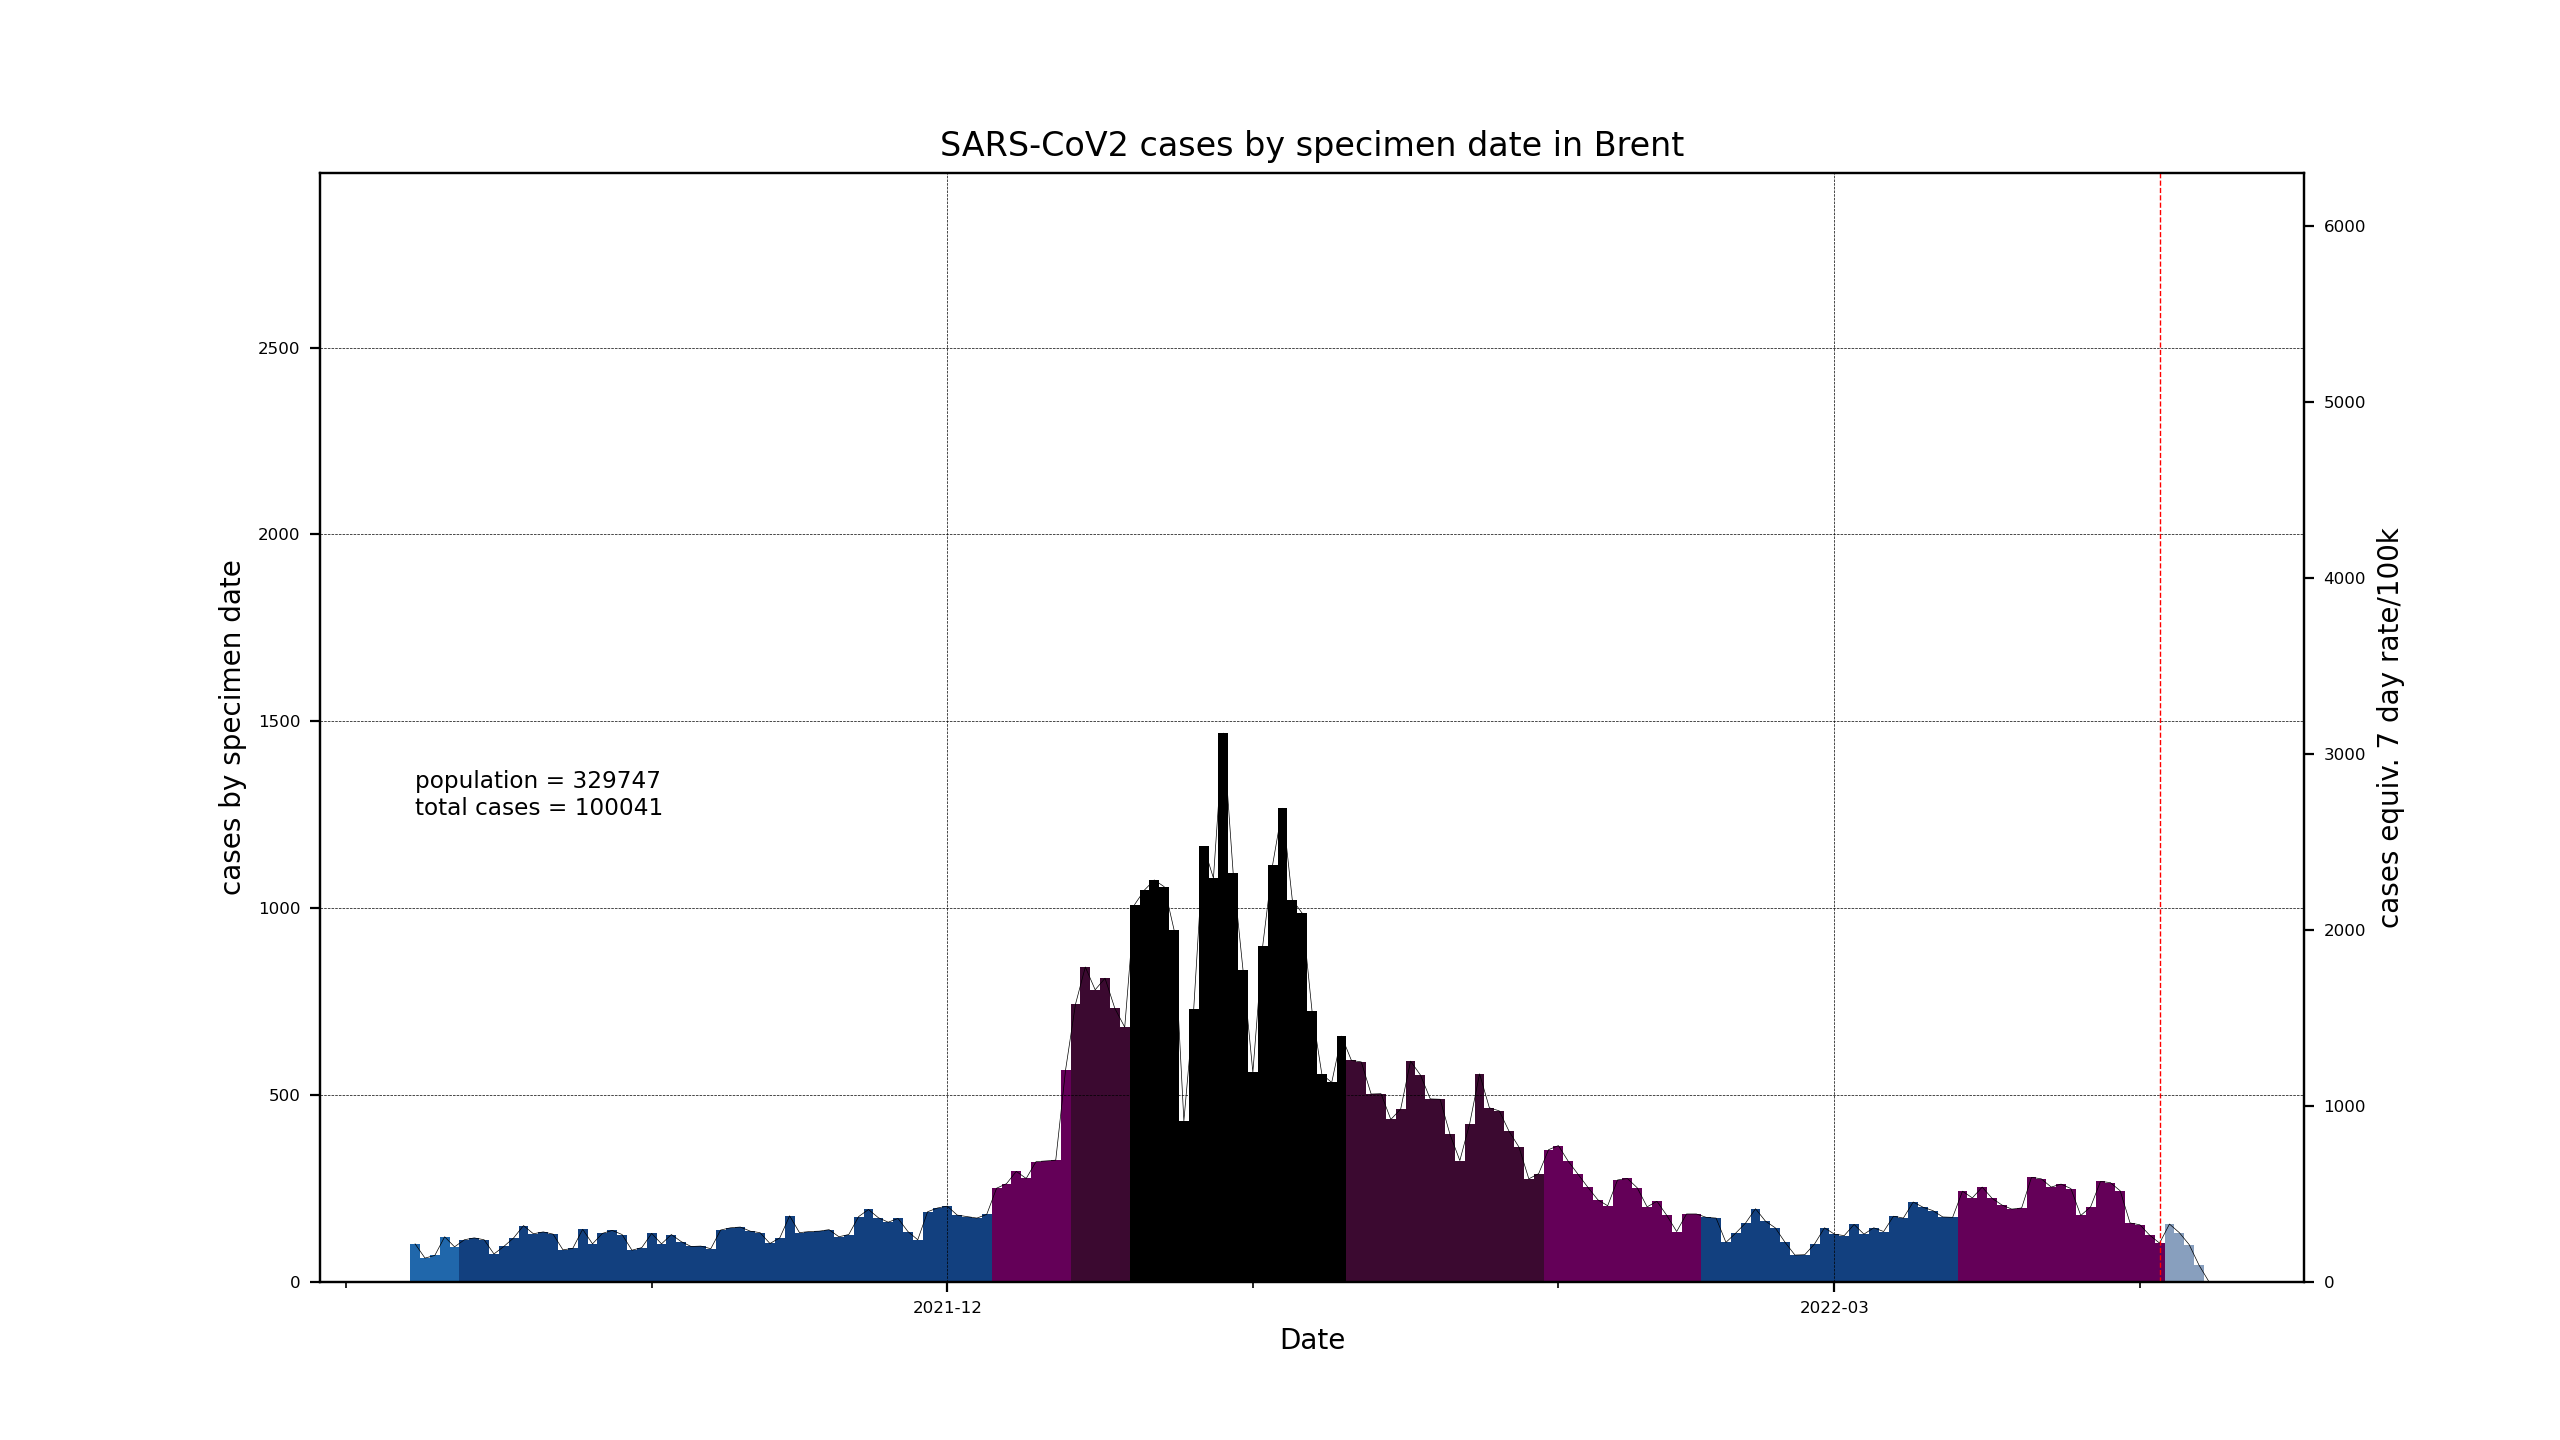 SARS-CoV2 cases by specimen date in Brent
cases by specimen date
2500
2000
1500
1000
500
0
population = 329747
total cases = 100041
6000
5000
4000
3000
2000
1000
0
cases equiv. 7 day rate/100k
2021-12
2022-03
Date